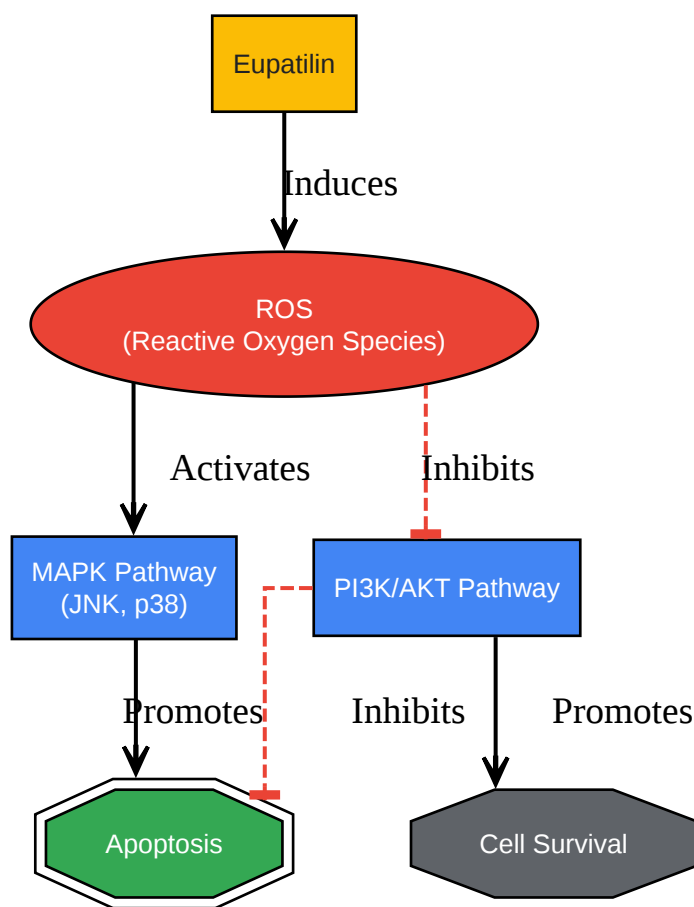 Eupatilin
Induces
ROS
(Reactive Oxygen Species)
Activates
Inhibits
MAPK Pathway
(JNK, p38)
PI3K/AKT Pathway
Promotes
Inhibits
Promotes
Apoptosis
Cell Survival